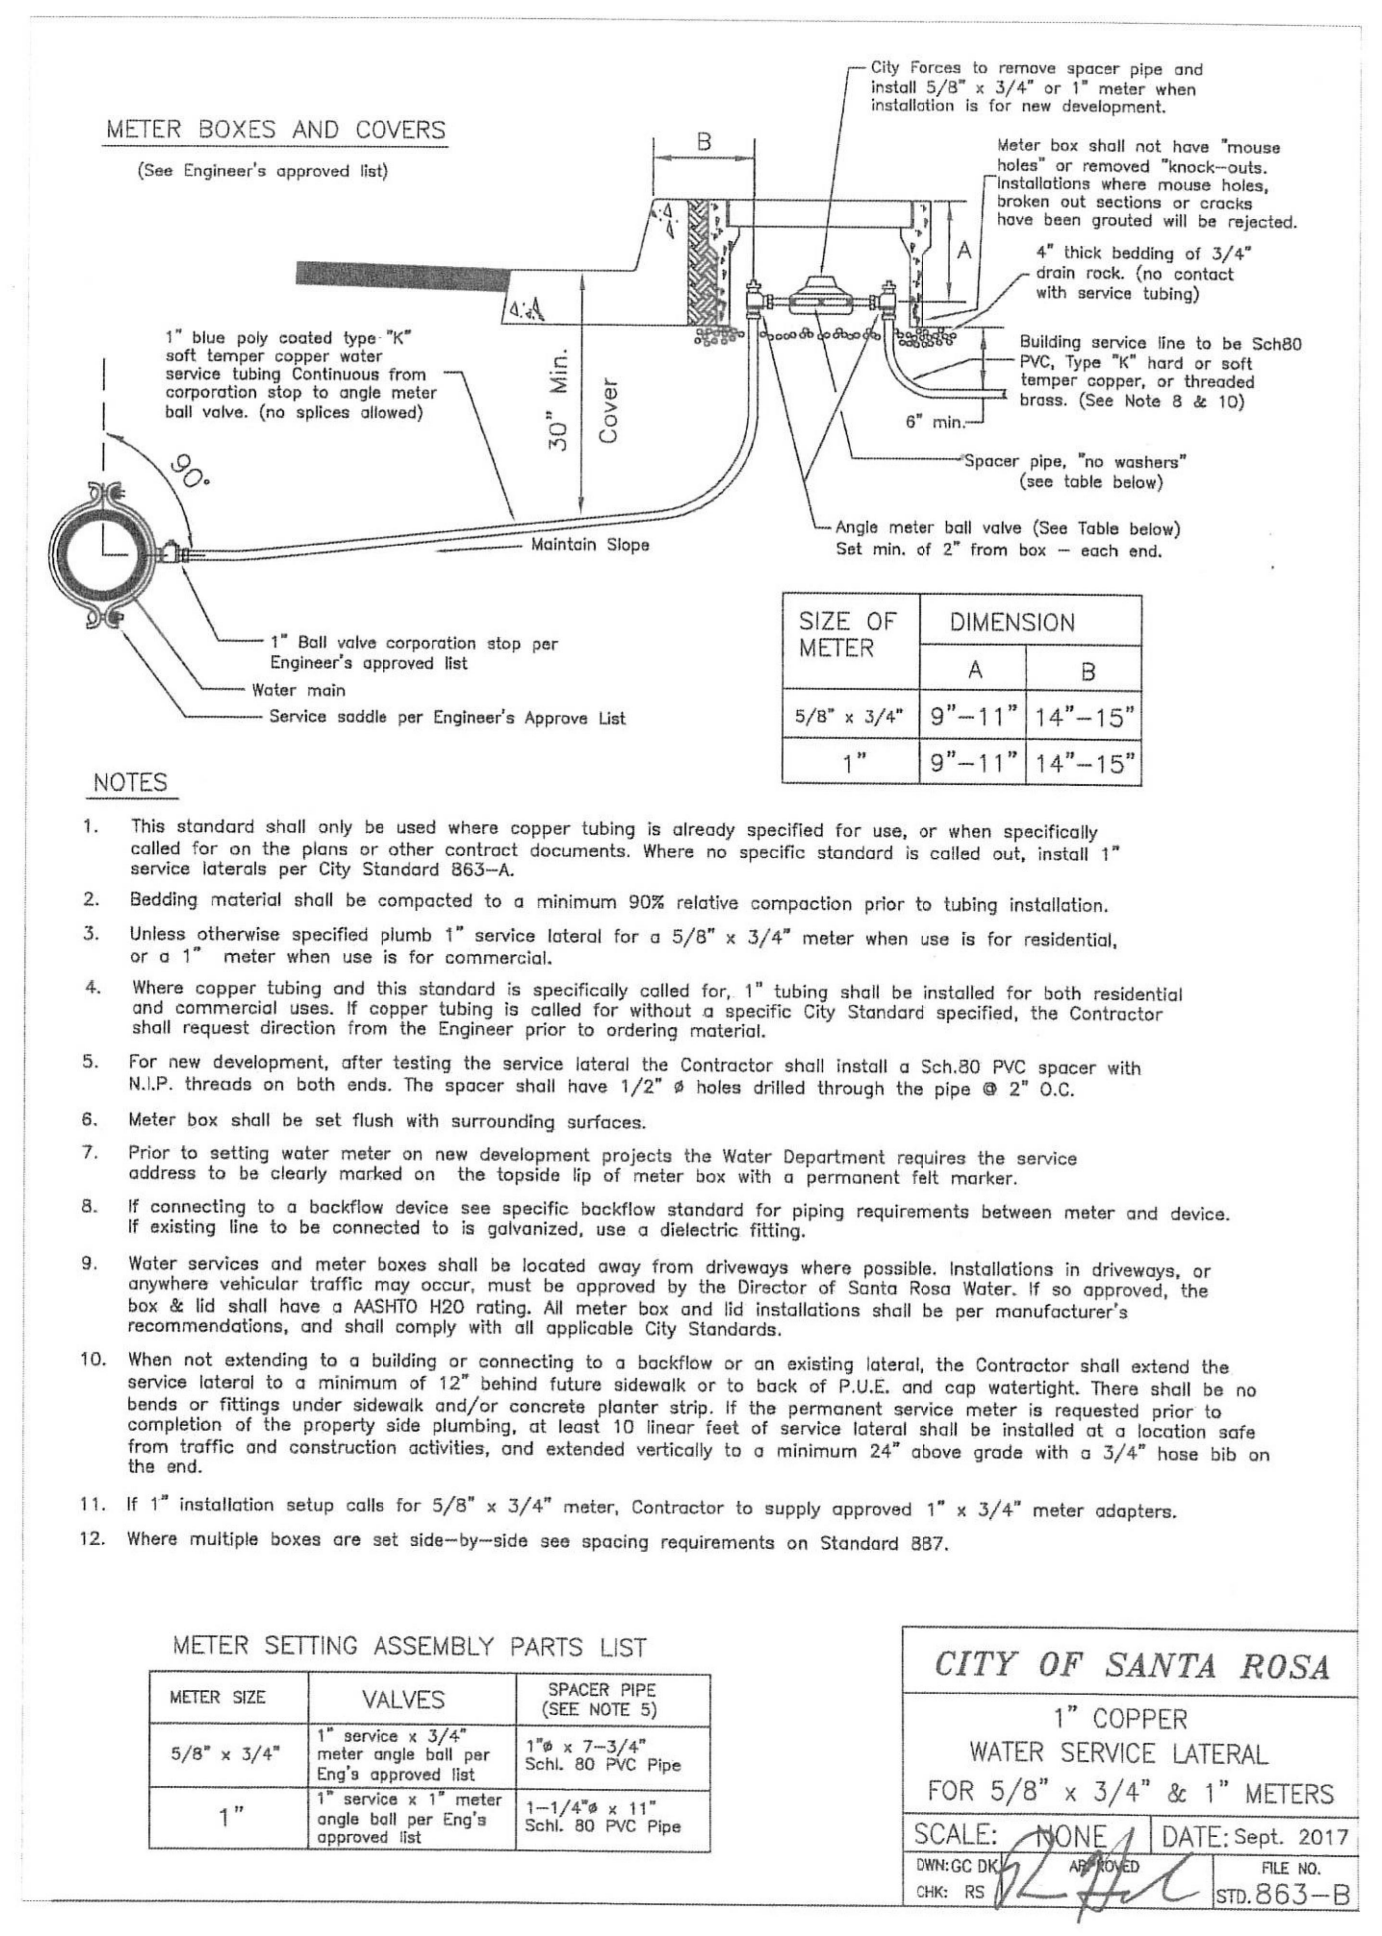 City Forces to remove spacer pipe and
install 5/8" x 3/4" or 1" meter when
installation is for new development.
METER BOXES AND COVERS
(See Engineer's approved list)
B
Meter box shall not have "mouse
holes" or removed "knock-outs.
Installations where mouse holes,
broken out sections or cracks
have been grouted will be rejected.
A
4" thick bedding of 3/4"
drain rock. (no contact
with service tubing)
1" blue poly coated type "K"
soft temper copper water
service tubing Continuous from
corporation stop to angle meter
ball valve. (no splices allowed)
30" Min.
Cover
Building service line to be Sch80
PVC, Type "K" hard or soft
temper copper, or threaded
brass. (See Note 8 & 10)
6" min.
90°
Spacer pipe, "no washers"
(see table below)
Angle meter ball valve (See Table below)
Set min. of 2" from box - each end.
Maintain Slope
1" Ball valve corporation stop per
Engineer's approved list
Water main
Service saddle per Engineer's Approve List
SIZE OF METER DIMENSION
A B
5/8" x 3/4" 9"-11" 14"-15"
1" 9"-11" 14"-15"
NOTES
1. This standard shall only be used where copper tubing is already specified for use, or when specifically
called for on the plans or other contract documents. Where no specific standard is called out, install 1"
service laterals per City Standard 863-A.
2. Bedding material shall be compacted to a minimum 90% relative compaction prior to tubing installation.
3. Unless otherwise specified plumb 1" service lateral for a 5/8" x 3/4" meter when use is for residential,
or a 1" meter when use is for commercial.
4. Where copper tubing and this standard is specifically called for, 1" tubing shall be installed for both residential
and commercial uses. If copper tubing is called for without a specific City Standard specified, the Contractor
shall request direction from the Engineer prior to ordering material.
5. For new development, after testing the service lateral the Contractor shall install a Sch.80 PVC spacer with
N.I.P. threads on both ends. The spacer shall have 1/2" ø holes drilled through the pipe @ 2" O.C.
6. Meter box shall be set flush with surrounding surfaces.
7. Prior to setting water meter on new development projects the Water Department requires the service
address to be clearly marked on the topside lip of meter box with a permanent felt marker.
8. If connecting to a backflow device see specific backflow standard for piping requirements between meter and device.
If existing line to be connected to is galvanized, use a dielectric fitting.
9. Water services and meter boxes shall be located away from driveways where possible. Installations in driveways, or
anywhere vehicular traffic may occur, must be approved by the Director of Santa Rosa Water. If so approved, the
box & lid shall have a AASHTO H20 rating. All meter box and lid installations shall be per manufacturer's
recommendations, and shall comply with all applicable City Standards.
10. When not extending to a building or connecting to a backflow or an existing lateral, the Contractor shall extend the
service lateral to a minimum of 12" behind future sidewalk or to back of P.U.E. and cap watertight. There shall be no
bends or fittings under sidewalk and/or concrete planter strip. If the permanent service meter is requested prior to
completion of the property side plumbing, at least 10 linear feet of service lateral shall be installed at a location safe
from traffic and construction activities, and extended vertically to a minimum 24" above grade with a 3/4" hose bib on
the end.
11. If 1" installation setup calls for 5/8" x 3/4" meter, Contractor to supply approved 1" x 3/4" meter adapters.
12. Where multiple boxes are set side-by-side see spacing requirements on Standard 887.
METER SETTING ASSEMBLY PARTS LIST
METER SIZE VALVES SPACER PIPE
(SEE NOTE 5)
5/8" x 3/4"
1" service x 3/4"
meter angle ball per
Eng's approved list
1"ø x 7-3/4"
Schl. 80 PVC Pipe
1"
1" service x 1" meter
angle ball per Eng's
approved list
1-1/4"ø x 11"
Schl. 80 PVC Pipe
CITY OF SANTA ROSA
1" COPPER
WATER SERVICE LATERAL
FOR 5/8" x 3/4" & 1" METERS
SCALE: NONE DATE: Sept. 2017
DWN: GC DK APPROVED FILE NO.
CHK: RS STD. 863-B